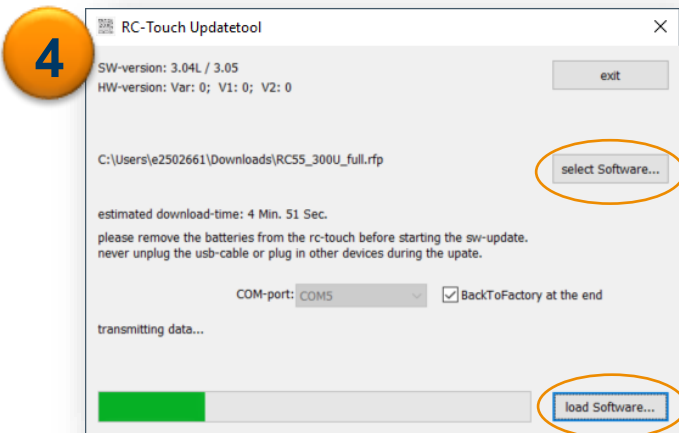 4
RC-Touch Updatetool
SW-version: 3.04L / 3.05
HW-version: Var: 0; V1: 0; V2: 0
exit
C:\Users\e2502661\Downloads\RC55_300U_full.rfp
select Software...
estimated download-time: 4 Min. 51 Sec.
please remove the batteries from the rc-touch before starting the sw-update.
never unplug the usb-cable or plug in other devices during the upate.
COM-port: COM5 BackToFactory at the end
transmitting data...
load Software...